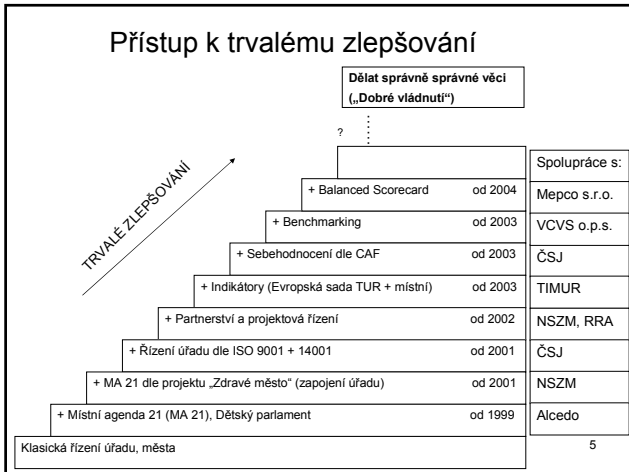 Přístup k trvalému zlepšování
Dělat správně správné věci
(„Dobré vládnutí“)
?
TRVALÉ ZLEPŠOVÁNÍ
Spolupráce s:
+ Balanced Scorecard od 2004 Mepco s.r.o.
+ Benchmarking od 2003 VCVS o.p.s.
+ Sebehodnocení dle CAF od 2003 ČSJ
+ Indikátory (Evropská sada TUR + místní) od 2003 TIMUR
+ Partnerství a projektová řízení od 2002 NSZM, RRA
+ Řízení úřadu dle ISO 9001 + 14001 od 2001 ČSJ
+ MA 21 dle projektu „Zdravé město“ (zapojení úřadu) od 2001 NSZM
+ Místní agenda 21 (MA 21), Dětský parlament od 1999 Alcedo
Klasická řízení úřadu, města
5